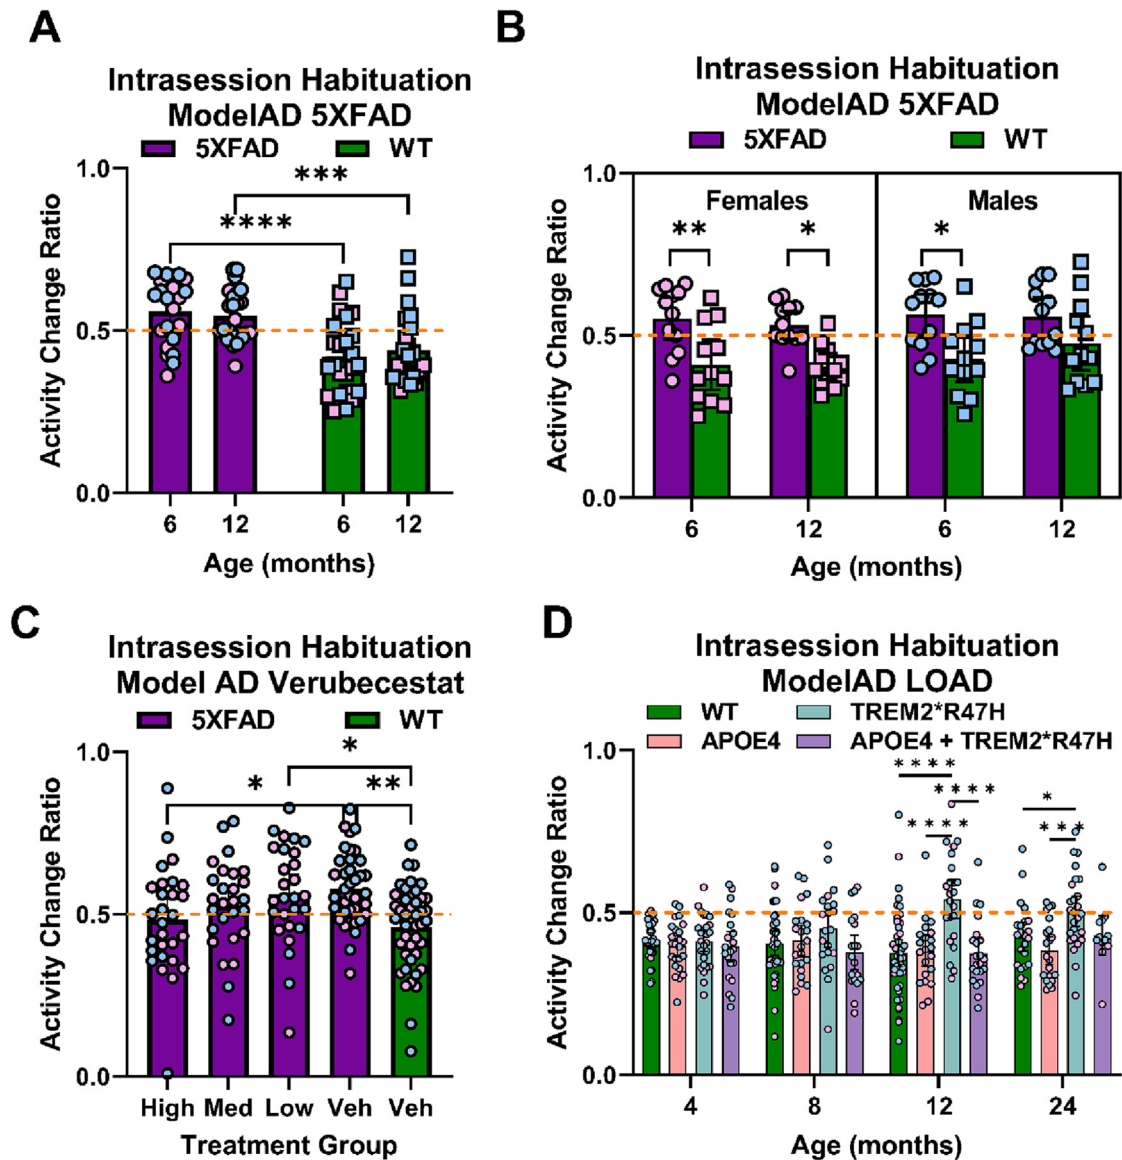 A
Intrasession Habituation
ModelAD 5XFAD
5XFAD WT
1.0
0.5
0.0
Activity Change Ratio
****
***
6 12 6 12
Age (months)
B
Intrasession Habituation
ModelAD 5XFAD
5XFAD WT
1.0
0.5
0.0
Activity Change Ratio
Females Males
** * *
6 12 6 12
Age (months)
C
Intrasession Habituation
Model AD Verubecestat
5XFAD WT
1.0
0.5
0.0
Activity Change Ratio
*
* **
High Med Low Veh Veh
Treatment Group
D
Intrasession Habituation
ModelAD LOAD
WT TREM2*R47H
APOE4 APOE4 + TREM2*R47H
1.0
0.5
0.0
Activity Change Ratio
****
****
****
*
***
4 8 12 24
Age (months)